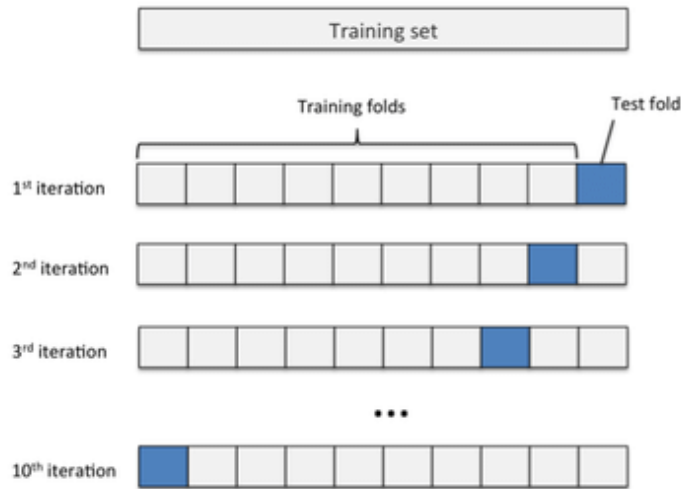 Training set
Training folds
Test fold
1st iteration
2nd iteration
3rd iteration
...
10th iteration